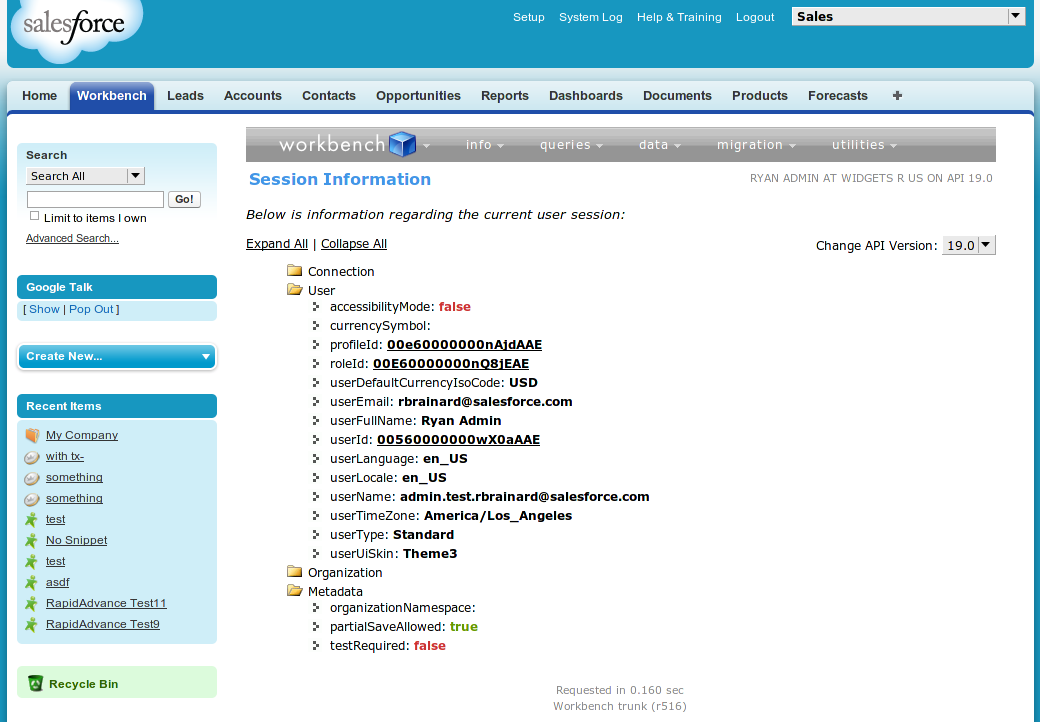 salesforce
Setup System Log Help & Training Logout Sales
Home Workbench Leads Accounts Contacts Opportunities Reports Dashboards Documents Products Forecasts +
Search
Search All
Go!
Limit to items I own
Advanced Search...
Google Talk
[ Show | Pop Out ]
Create New...
Recent Items
My Company
with tx-
something
something
test
No Snippet
test
asdf
RapidAdvance Test11
RapidAdvance Test9
Recycle Bin
workbench info queries data migration utilities
Session Information
RYAN ADMIN AT WIDGETS R US ON API 19.0
Below is information regarding the current user session:
Expand All | Collapse All
Change API Version: 19.0
Connection
User
accessibilityMode: false
currencySymbol:
profileId: 00e60000000nAjdAAE
roleId: 00E60000000nQ8jEAE
userDefaultCurrencyIsoCode: USD
userEmail: rbrainard@salesforce.com
userFullName: Ryan Admin
userId: 00560000000wX0aAAE
userLanguage: en_US
userLocale: en_US
userName: admin.test.rbrainard@salesforce.com
userTimeZone: America/Los_Angeles
userType: Standard
userUiSkin: Theme3
Organization
Metadata
organizationNamespace:
partialSaveAllowed: true
testRequired: false
Requested in 0.160 sec
Workbench trunk (r516)